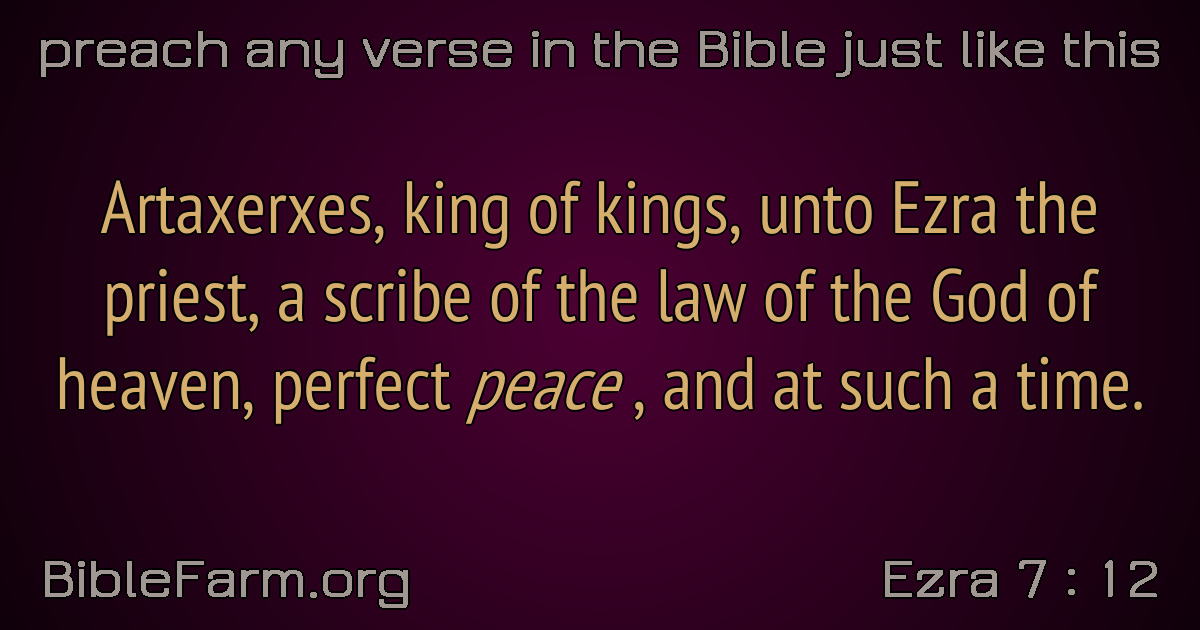 preach any verse in the Bible just like this
Artaxerxes, king of kings, unto Ezra the
priest, a scribe of the law of the God of
heaven, perfect peace , and at such a time.
BibleFarm.org
Ezra 7 : 12